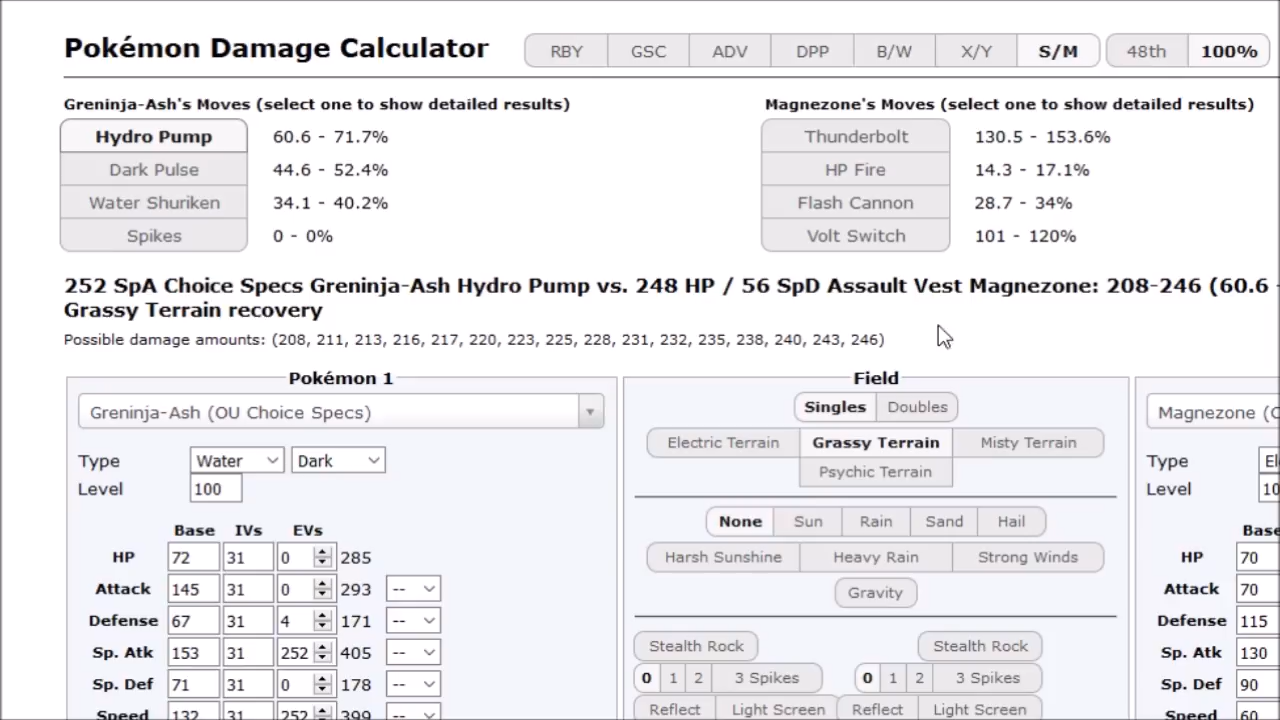 Pokémon Damage Calculator RBY GSC ADV DPP B/W X/Y S/M 48th 100%
Greninja-Ash's Moves (select one to show detailed results) Magnezone's Moves (select one to show detailed results)
Hydro Pump 60.6 - 71.7% Thunderbolt 130.5 - 153.6%
Dark Pulse 44.6 - 52.4% HP Fire 14.3 - 17.1%
Water Shuriken 34.1 - 40.2% Flash Cannon 28.7 - 34%
Spikes 0 - 0% Volt Switch 101 - 120%
252 SpA Choice Specs Greninja-Ash Hydro Pump vs. 248 HP / 56 SpD Assault Vest Magnezone: 208-246 (60.6 -
Grassy Terrain recovery
Possible damage amounts: (208, 211, 213, 216, 217, 220, 223, 225, 228, 231, 232, 235, 238, 240, 243, 246)
Pokémon 1 Field
Greninja-Ash (OU Choice Specs) Singles Doubles Magnezone (
Electric Terrain Grassy Terrain Misty Terrain
Type Water Dark Psychic Terrain Type El
Level 100 Level 10
None Sun Rain Sand Hail
Base IVs EVs Base
HP 72 31 0 285 Harsh Sunshine Heavy Rain Strong Winds HP 70
Attack 145 31 0 293 -- Gravity Attack 70
Defense 67 31 4 171 -- Defense 115
Sp. Atk 153 31 252 405 -- Stealth Rock Stealth Rock Sp. Atk 130
Sp. Def 71 31 0 178 -- 0 1 2 3 Spikes 0 1 2 3 Spikes Sp. Def 90
Speed 132 31 252 399 -- Reflect Light Screen Reflect Light Screen Speed 60